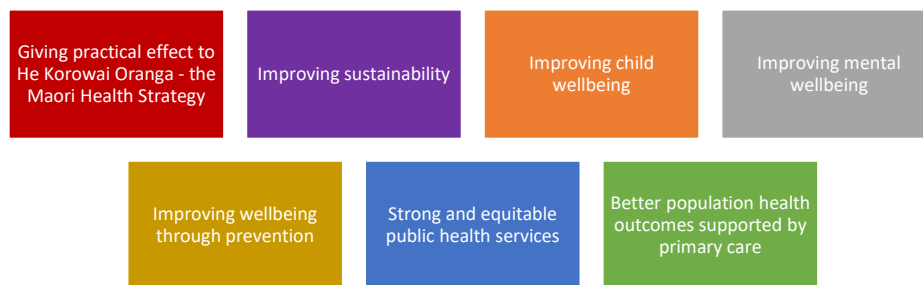 Giving practical effect to
He Korowai Oranga - the
Maori Health Strategy
Improving sustainability
Improving child
wellbeing
Improving mental
wellbeing
Improving wellbeing
through prevention
Strong and equitable
public health services
Better population health
outcomes supported by
primary care